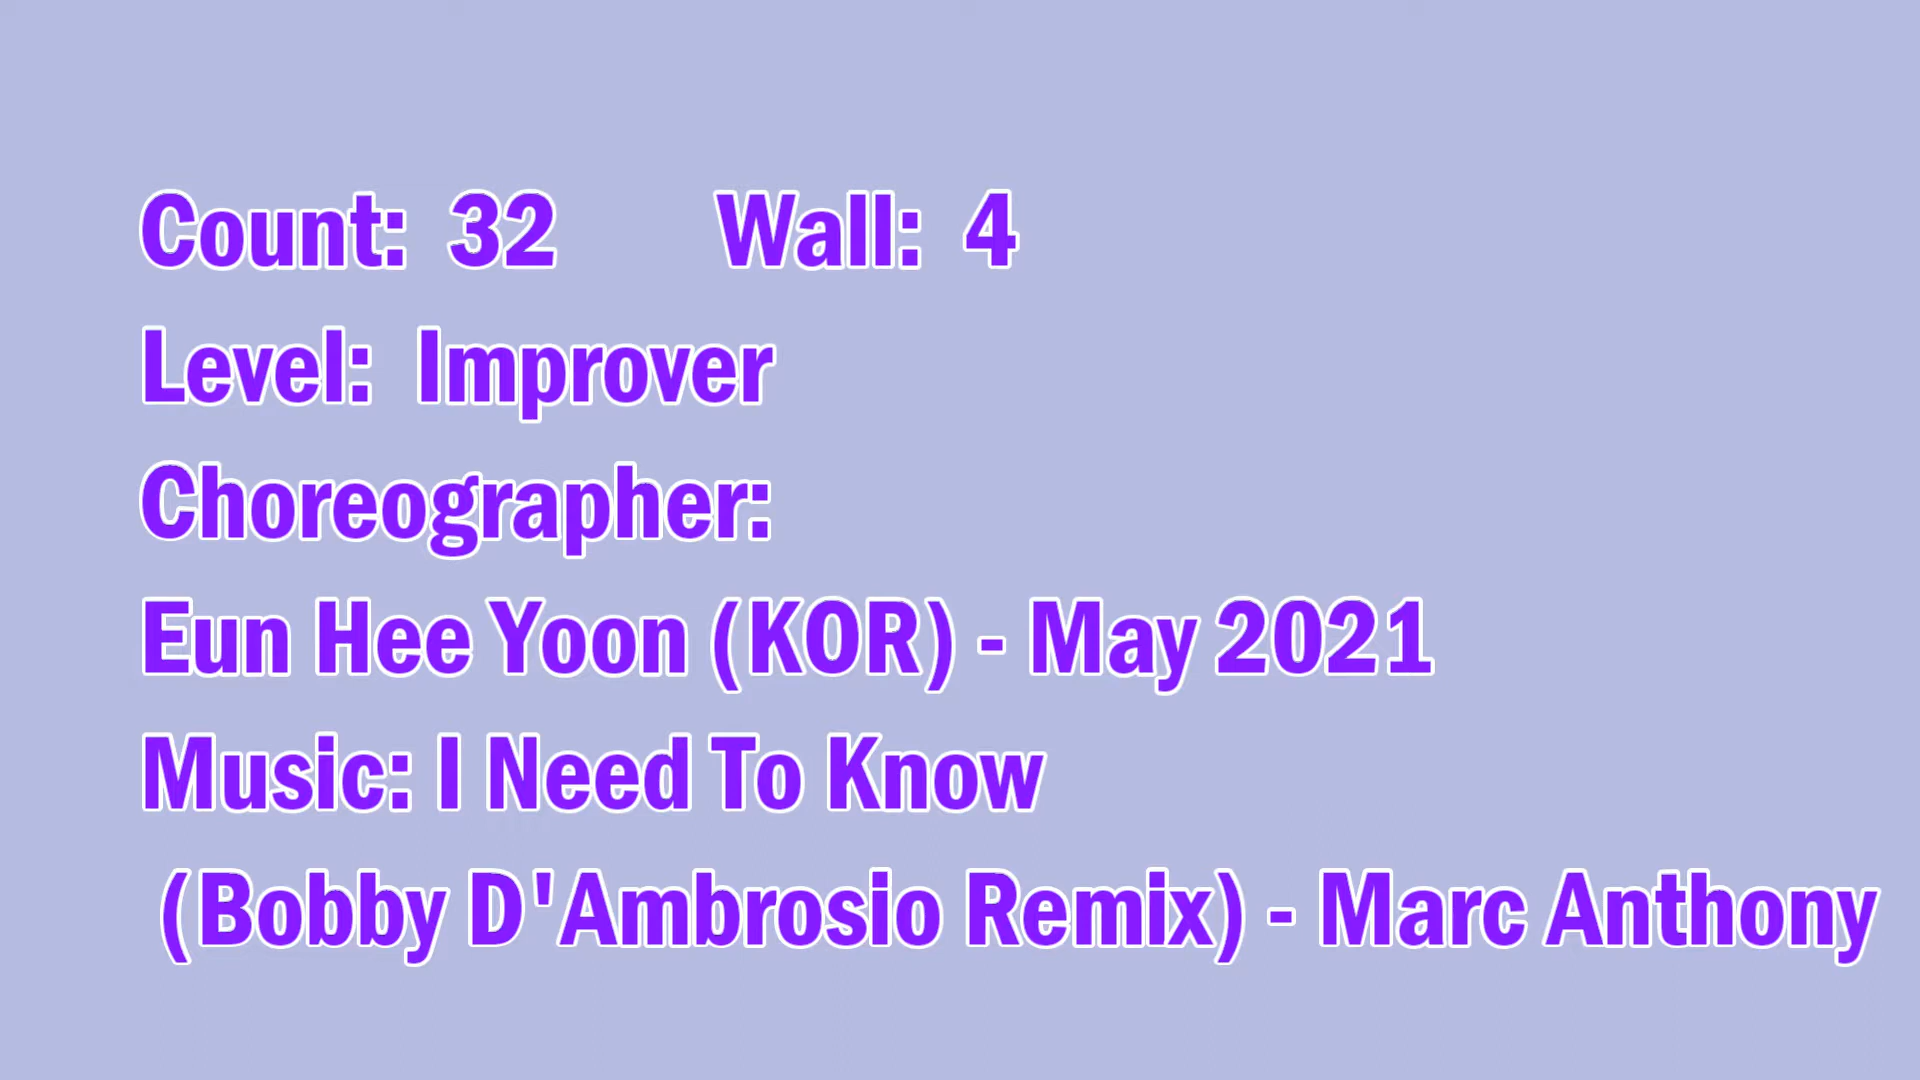 Count: 32 Wall: 4
Level: Improver
Choreographer:
Eun Hee Yoon (KOR) - May 2021
Music: I Need To Know
(Bobby D'Ambrosio Remix) - Marc Anthony